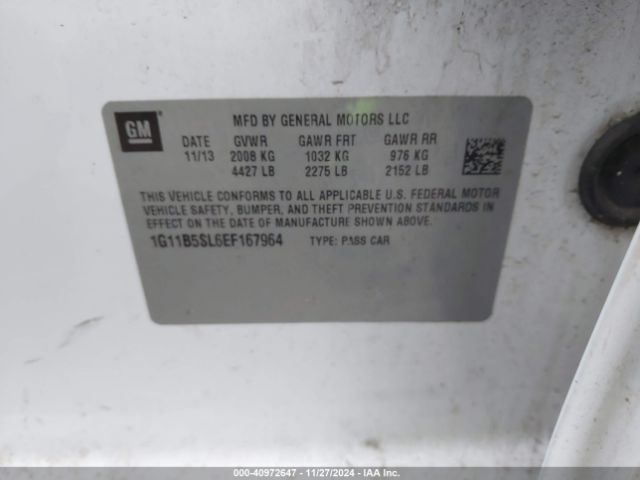 GM
MFD BY GENERAL MOTORS LLC
DATE GVWR GAWR FRT GAWR RR
11/13 2008 KG 1032 KG 976 KG
4427 LB 2275 LB 2152 LB
THIS VEHICLE CONFORMS TO ALL APPLICABLE U.S. FEDERAL MOTOR
VEHICLE SAFETY, BUMPER, AND THEFT PREVENTION STANDARDS IN
EFFECT ON THE DATE OF MANUFACTURE SHOWN ABOVE.
1G11B5SL6EF167964 TYPE: PASS CAR
000-40972647 - 11/27/2024 - IAA Inc.